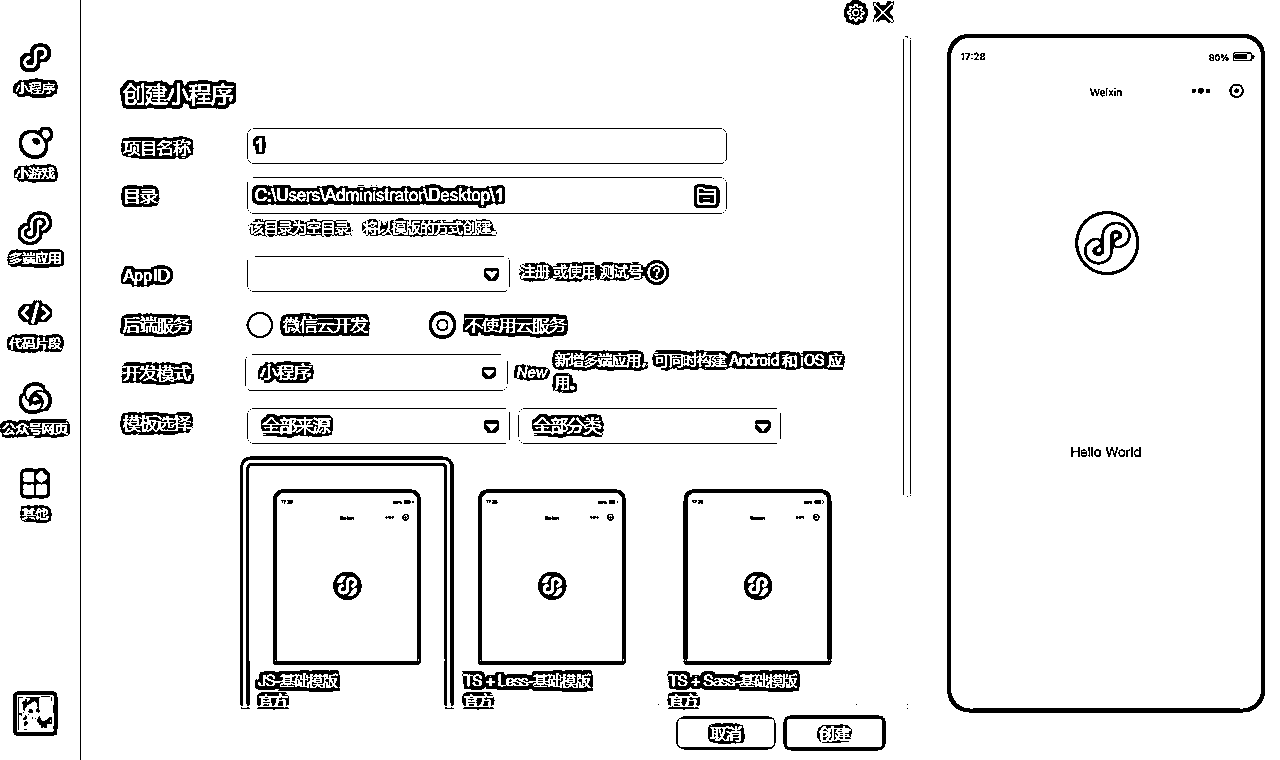 小程序
小游戏
多端应用
代码片段
公众号网页
其他
创建小程序
项目名称
1
目录
C:\Users\Administrator\Desktop\1
该目录为空目录，将以模版的方式创建。
AppID
注册 或使用 测试号 ?
后端服务
微信云开发
不使用云服务
开发模式
小程序
New
新增多端应用，可同时构建 Android 和 iOS 应
用。
模板选择
全部来源
全部分类
JS-基础模版
官方
TS + Less-基础模版
官方
TS + Sass-基础模版
官方
取消
创建
17:28
80%
Weixin
Hello World